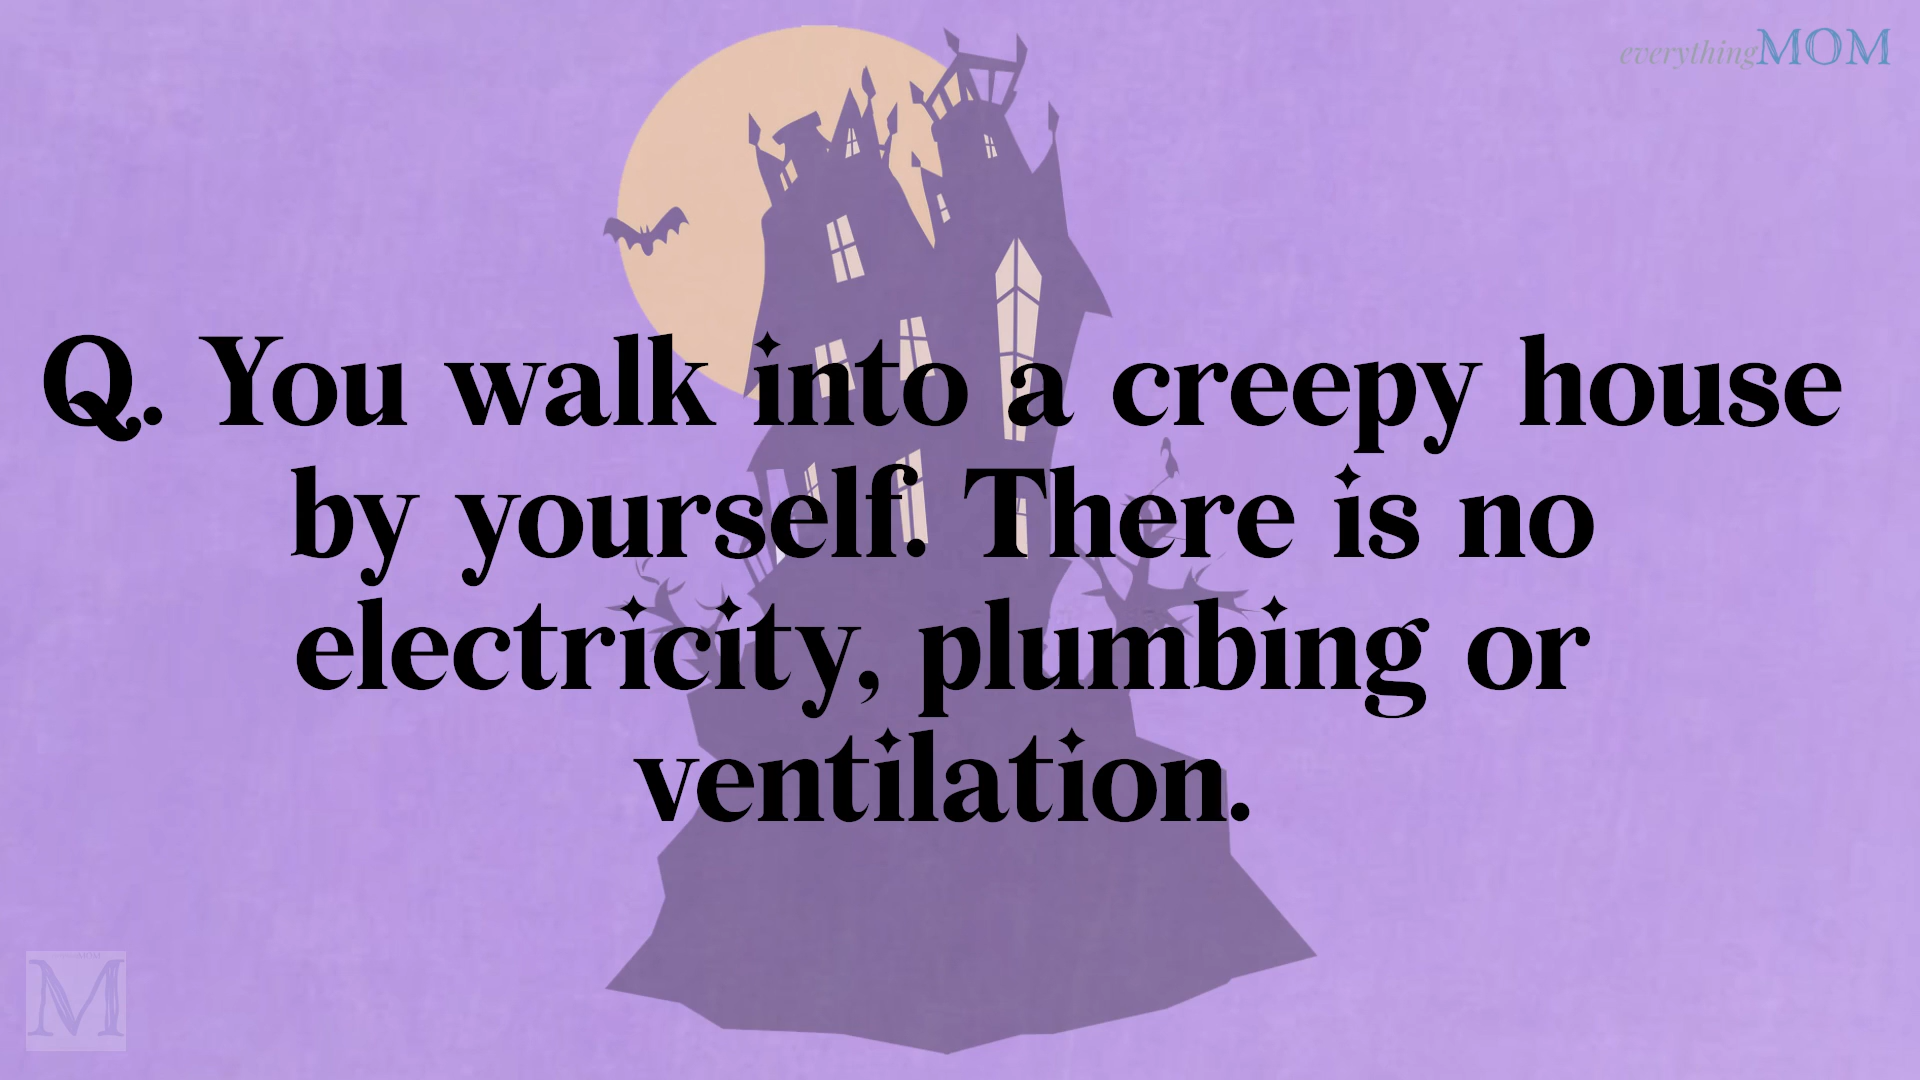 everythingMOM
Q. You walk into a creepy house
by yourself. There is no
electricity, plumbing or
ventilation.
M